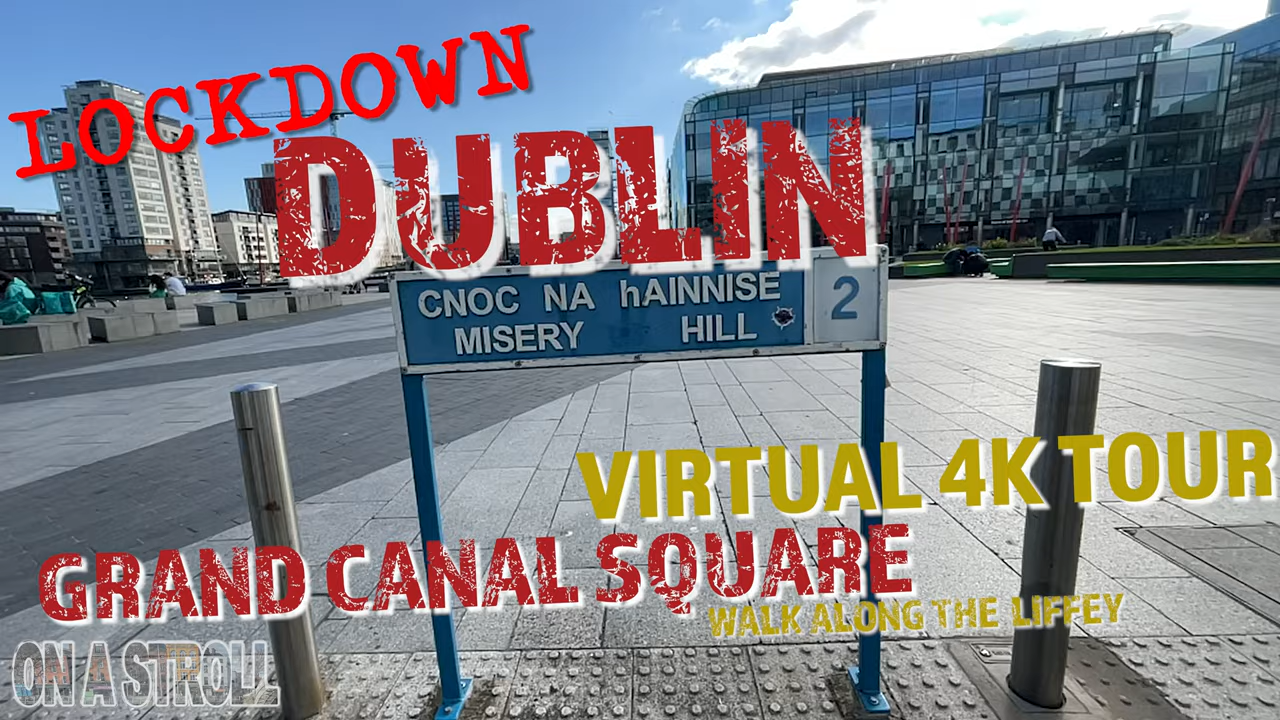 LOCKDOWN
DUBLIN
CNOC NA hAINNISE
MISERY HILL
2
VIRTUAL 4K TOUR
GRAND CANAL SQUARE
WALK ALONG THE LIFFEY
ON A STROLL